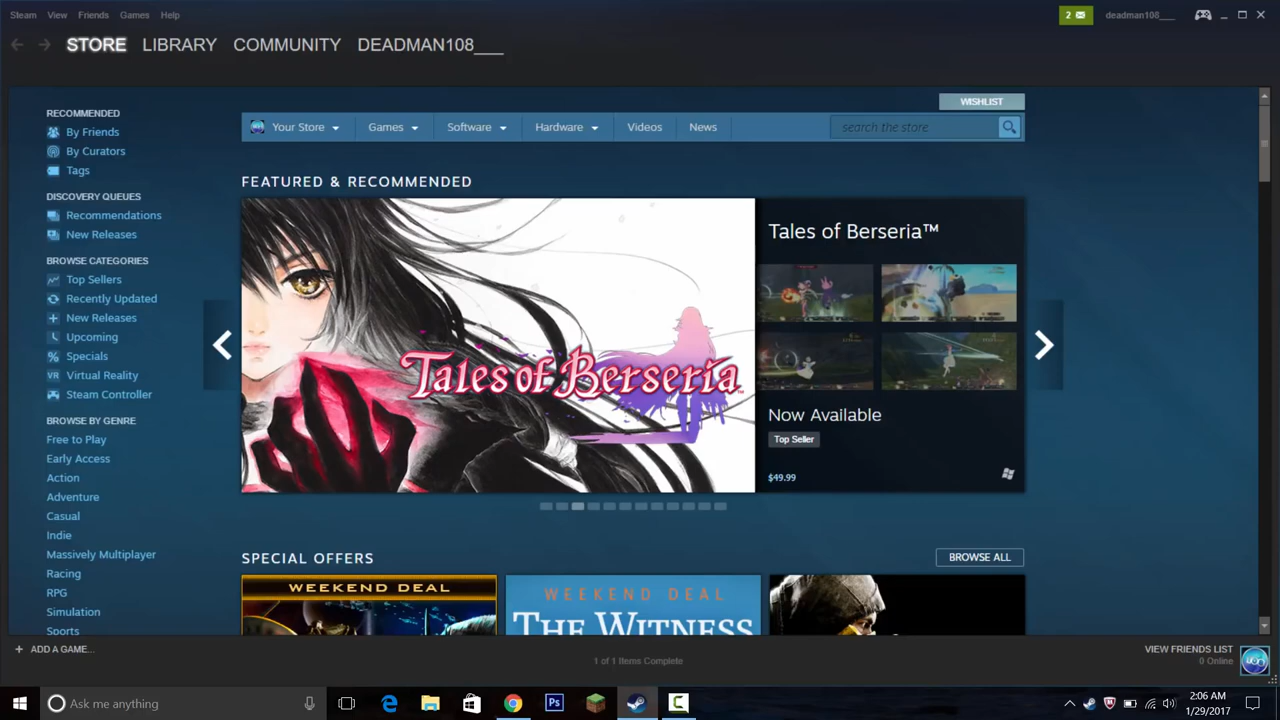 Steam View Friends Games Help
2
deadman108___
STORE LIBRARY COMMUNITY DEADMAN108___
WISHLIST
Your Store Games Software Hardware Videos News
search the store
RECOMMENDED
By Friends
By Curators
Tags
DISCOVERY QUEUES
Recommendations
New Releases
BROWSE CATEGORIES
Top Sellers
Recently Updated
New Releases
Upcoming
Specials
VR Virtual Reality
Steam Controller
BROWSE BY GENRE
Free to Play
Early Access
Action
Adventure
Casual
Indie
Massively Multiplayer
Racing
RPG
Simulation
Sports
FEATURED & RECOMMENDED
Tales of Berseria™
Tales of Berseria™
Now Available
Top Seller
$49.99
SPECIAL OFFERS
BROWSE ALL
WEEKEND DEAL
WEEKEND DEAL
THE WITNESS
+ ADD A GAME...
1 of 1 Items Complete
VIEW FRIENDS LIST
0 Online
Ask me anything
Ps
2:06 AM
1/29/2017